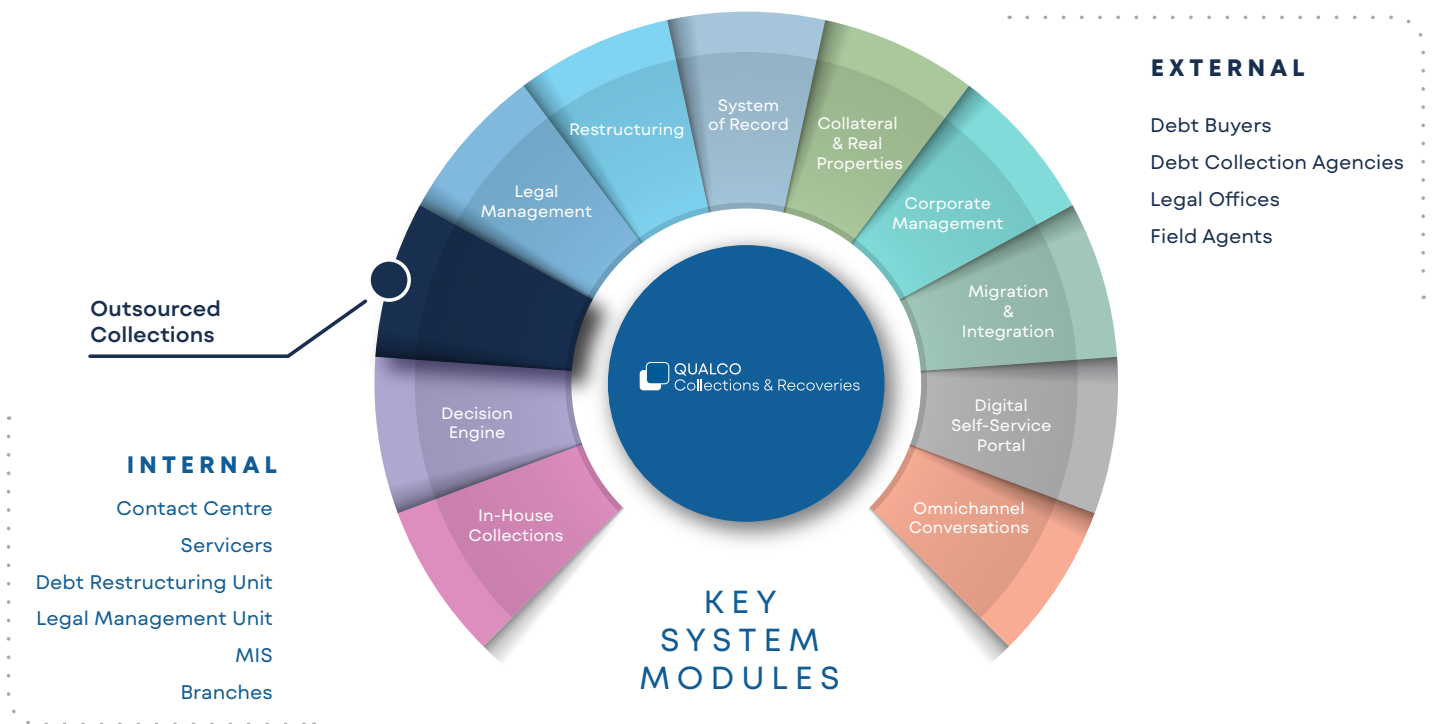 EXTERNAL
Debt Buyers
Debt Collection Agencies
Legal Offices
Field Agents
Outsourced
Collections
INTERNAL
Contact Centre
Servicers
Debt Restructuring Unit
Legal Management Unit
MIS
Branches
In-House
Collections
Decision
Engine
Legal
Management
Restructuring
System
of Record
Collateral
& Real
Properties
Corporate
Management
Migration
&
Integration
Digital
Self-Service
Portal
Omnichannel
Conversations
QUALCO
Collections & Recoveries
KEY
SYSTEM
MODULES